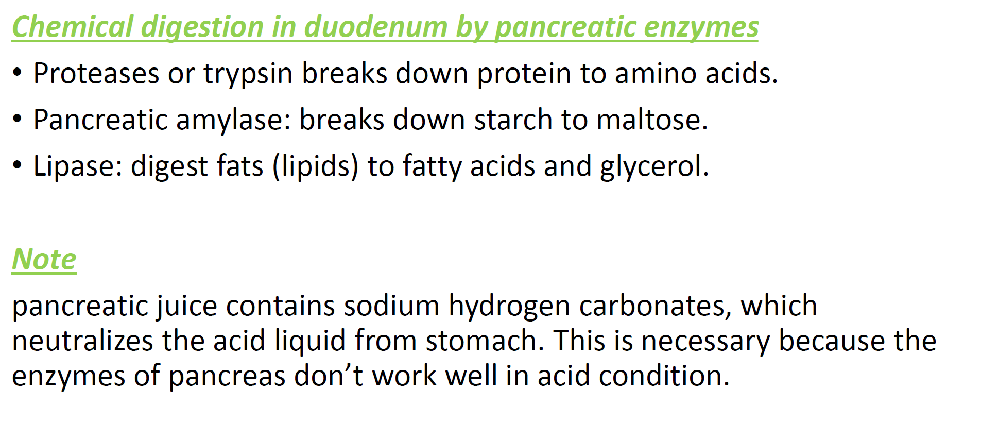 Chemical digestion in duodenum by pancreatic enzymes
• Proteases or trypsin breaks down protein to amino acids.
• Pancreatic amylase: breaks down starch to maltose.
• Lipase: digest fats (lipids) to fatty acids and glycerol.
Note
pancreatic juice contains sodium hydrogen carbonates, which
neutralizes the acid liquid from stomach. This is necessary because the
enzymes of pancreas don’t work well in acid condition.